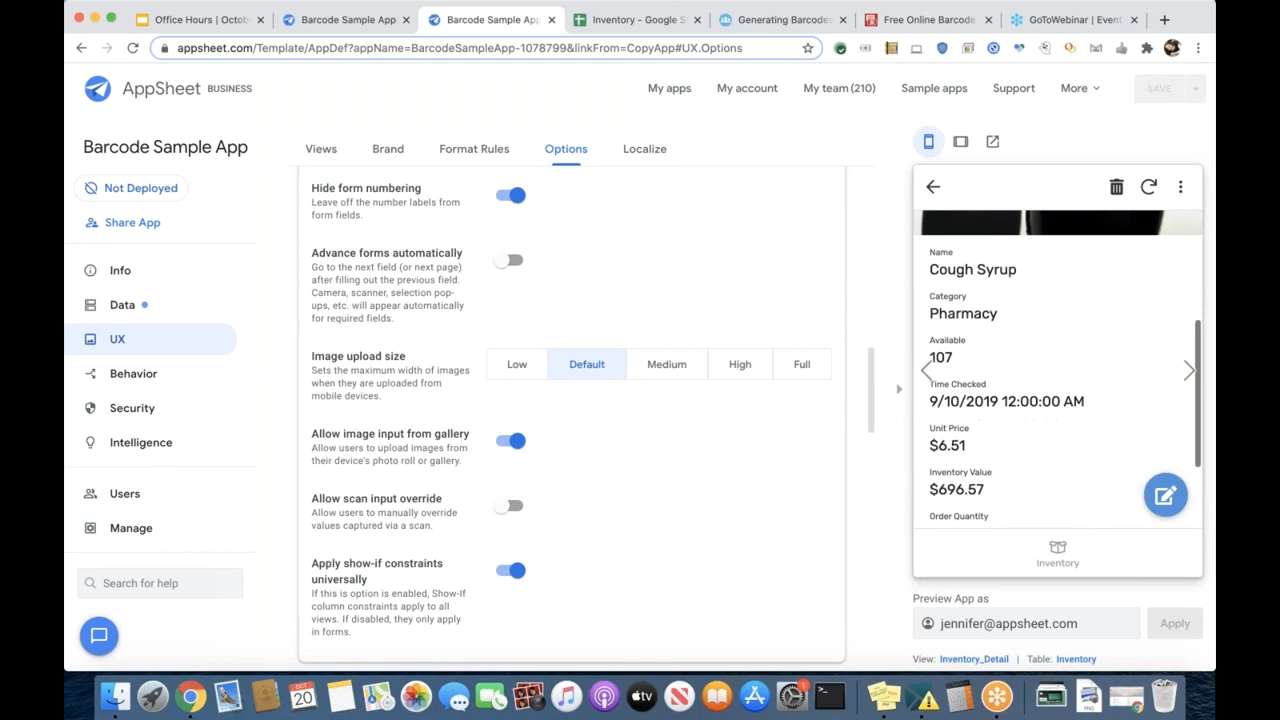 Office Hours | Octob
Barcode Sample App
Barcode Sample App
Inventory - Google S
Generating Barcodes
Free Online Barcode
GoToWebinar | Event
appsheet.com/Template/AppDef?appName=BarcodeSampleApp-1078799&linkFrom=CopyApp#UX.Options
AppSheet BUSINESS
My apps
My account
My team (210)
Sample apps
Support
More
SAVE
Barcode Sample App
Not Deployed
Share App
Info
Data
UX
Behavior
Security
Intelligence
Users
Manage
Search for help
Views
Brand
Format Rules
Options
Localize
Hide form numbering
Leave off the number labels from
form fields.
Advance forms automatically
Go to the next field (or next page)
after filling out the previous field.
Camera, scanner, selection pop-
ups, etc. will appear automatically
for required fields.
Image upload size
Sets the maximum width of images
when they are uploaded from
mobile devices.
Low
Default
Medium
High
Full
Allow image input from gallery
Allow users to upload images from
their device's photo roll or gallery.
Allow scan input override
Allow users to manually override
values captured via a scan.
Apply show-if constraints
universally
If this is option is enabled, Show-If
column constraints apply to all
views. If disabled, they only apply
in forms.
Name
Cough Syrup
Category
Pharmacy
Available
107
Time Checked
9/10/2019 12:00:00 AM
Unit Price
$6.51
Inventory Value
$696.57
Order Quantity
Inventory
Preview App as
jennifer@appsheet.com
Apply
View: Inventory_Detail | Table: Inventory
OCT
20
tv
1